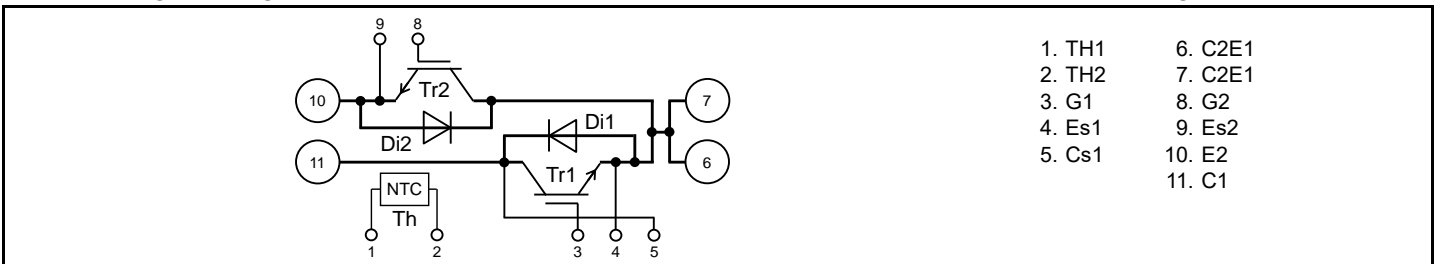 9 8
10
Tr2
7
Di2
Di1
11
Tr1
6
NTC
Th
1 2 3 4 5
1. TH1
2. TH2
3. G1
4. Es1
5. Cs1
6. C2E1
7. C2E1
8. G2
9. Es2
10. E2
11. C1